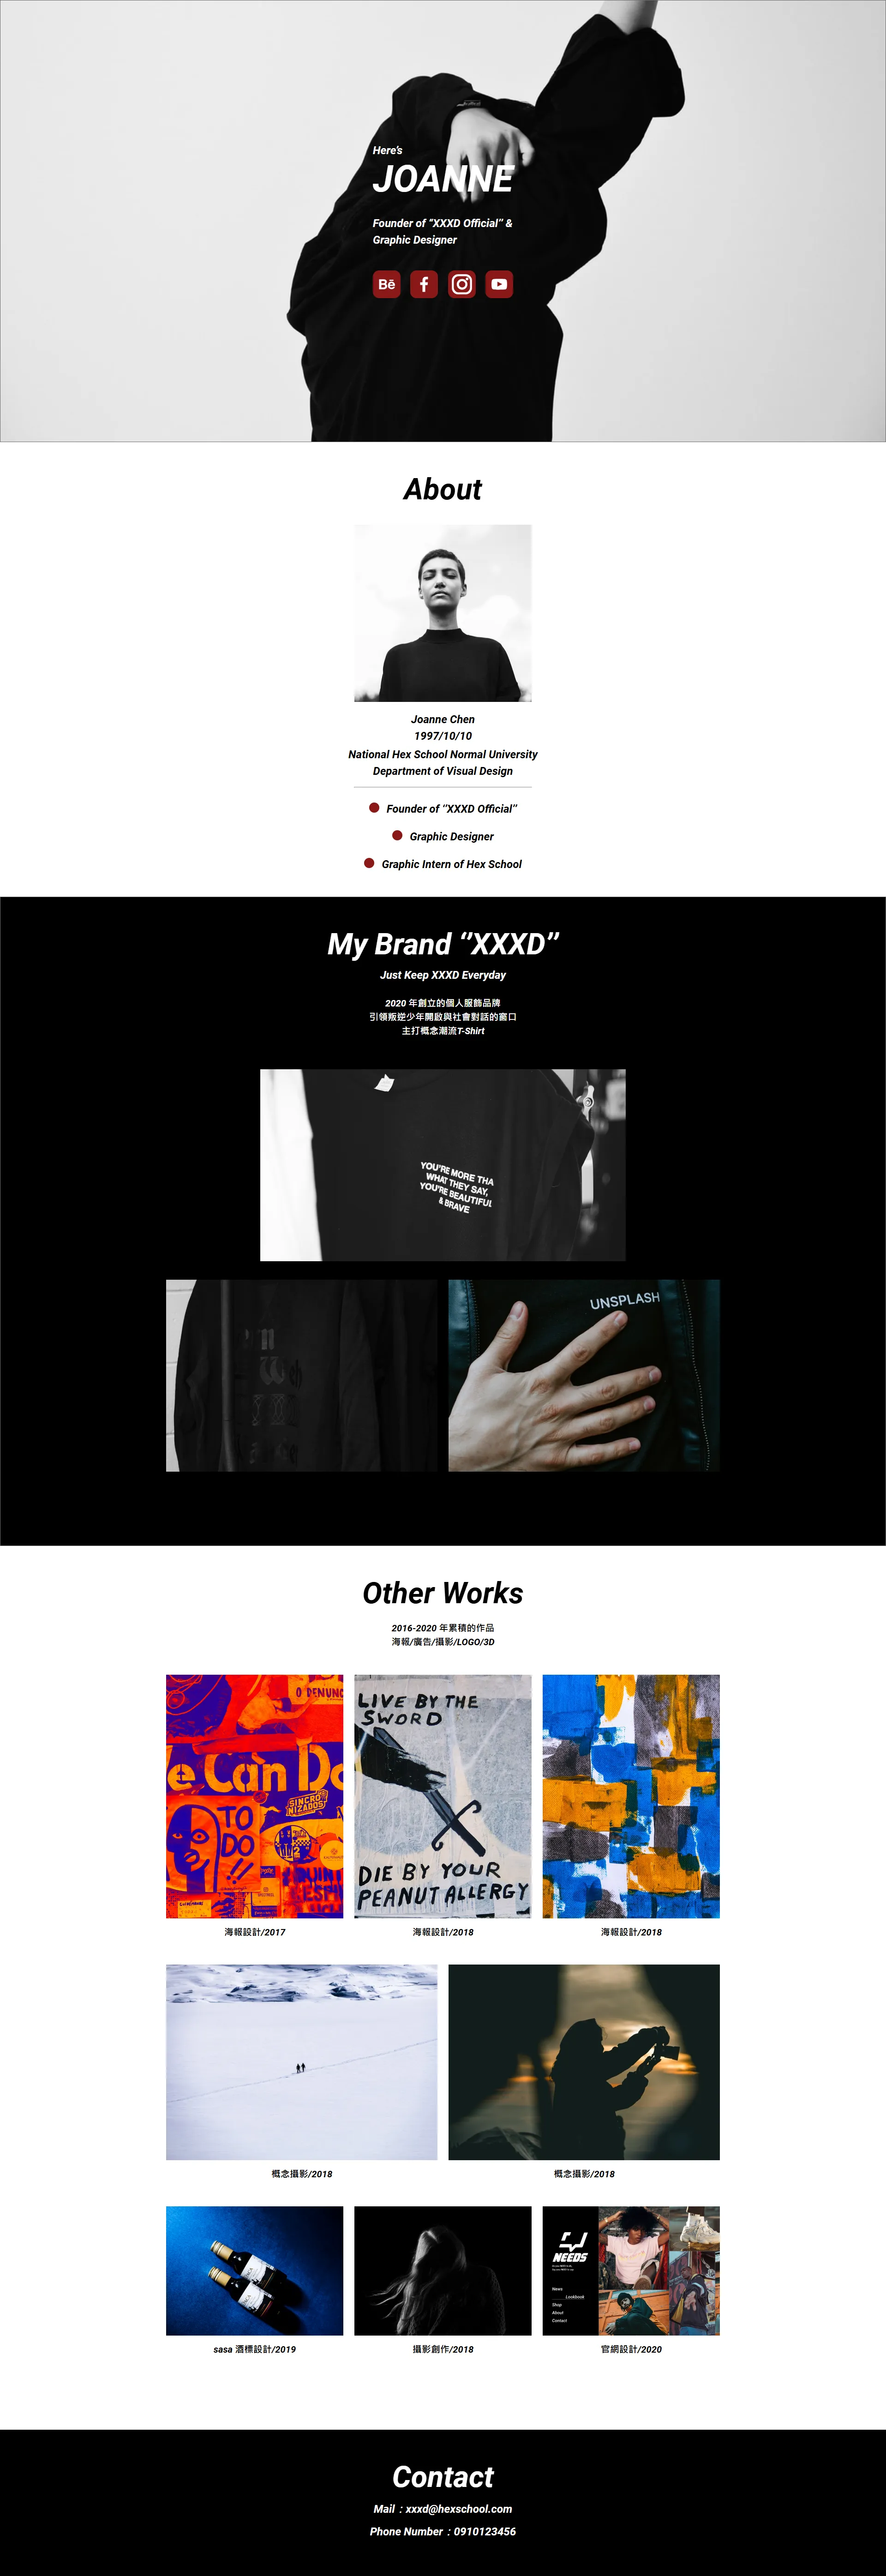 Here's
JOANNE
Founder of "XXXD Official" &
Graphic Designer
Bē
About
Joanne Chen
1997/10/10
National Hex School Normal University
Department of Visual Design
Founder of ‘’XXXD Official’’
Graphic Designer
Graphic Intern of Hex School
My Brand ‘’XXXD’’
Just Keep XXXD Everyday
2020 年創立的個人服飾品牌
引領叛逆少年開啟與社會對話的窗口
主打概念潮流T-Shirt
YOU'RE MORE THA
WHAT THEY SAY,
YOU'RE BEAUTIFUL
& BRAVE
UNSPLASH
Other Works
2016-2020 年累積的作品
海報/廣告/攝影/LOGO/3D
O DENUNC
e Can Do
SINCRO
NIZADOS
TO
DO
!!
LIVE BY THE
SWORD
DIE BY YOUR
PEANUT ALLERGY
海報設計/2017
海報設計/2018
海報設計/2018
概念攝影/2018
概念攝影/2018
NEEDS
News
Lookbook
Shop
About
Contact
sasa 酒標設計/2019
攝影創作/2018
官網設計/2020
Contact
Mail：xxxd@hexschool.com
Phone Number：0910123456